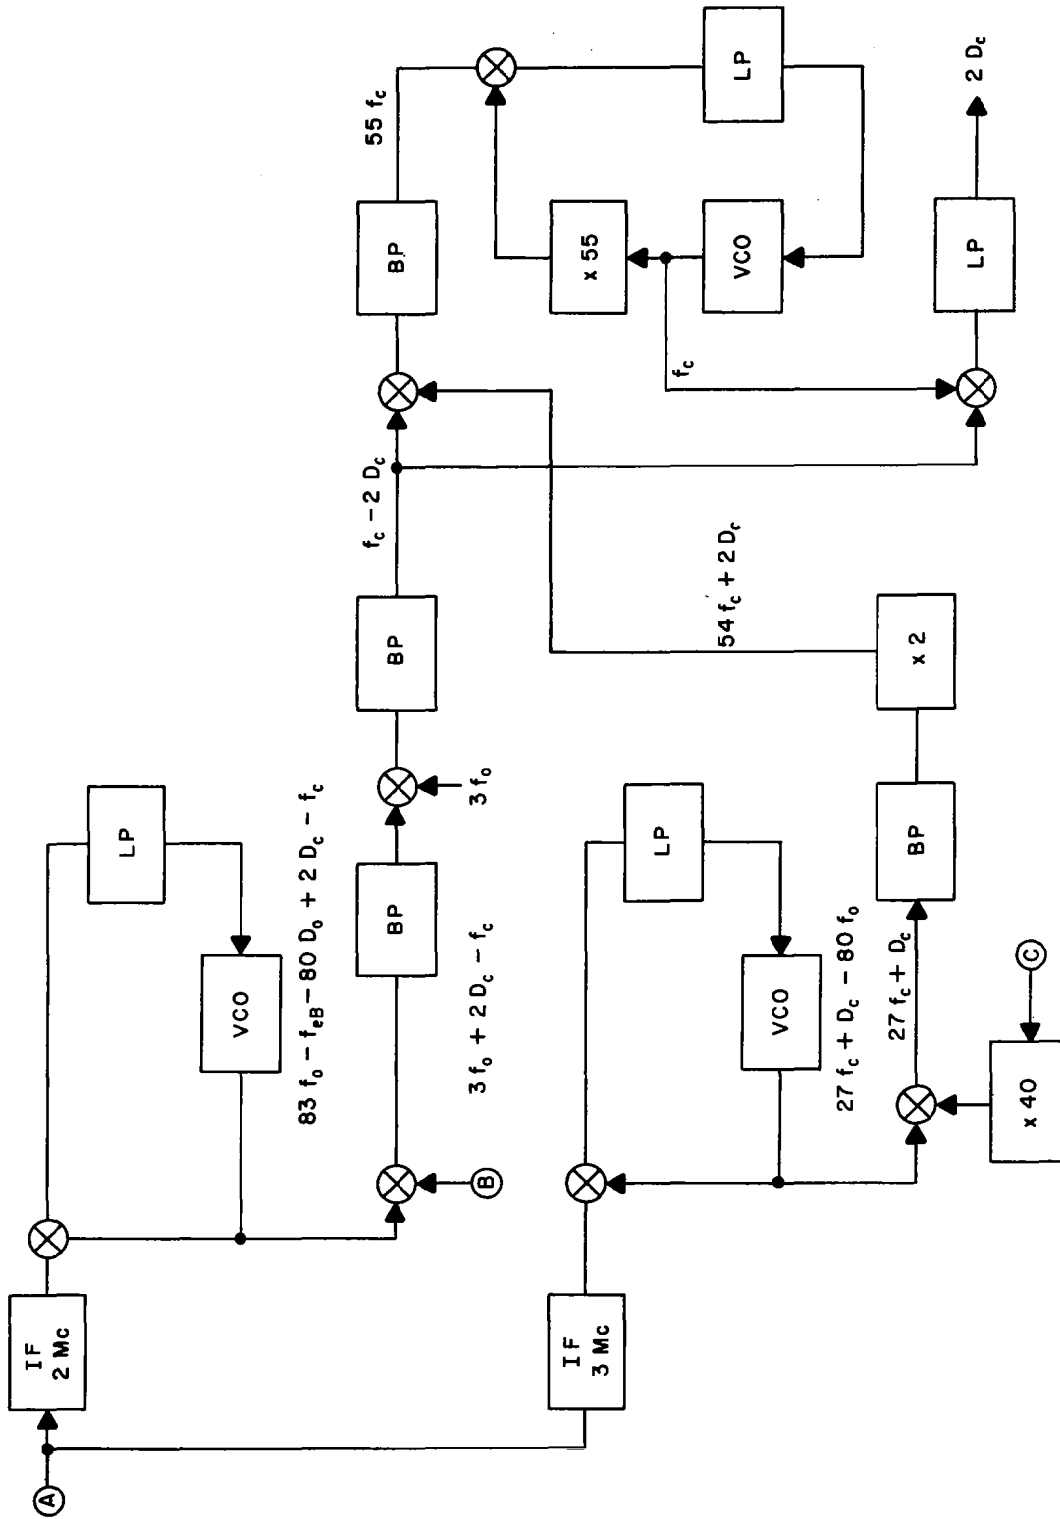 A
IF
2 Mc
LP
VCO
83 f₀ − f_eB − 80 D₀ + 2 D_c − f_c
B
BP
3 f₀ + 2 D_c − f_c
3 f₀
BP
f_c − 2 D_c
BP
55 f_c
LP
x 55
VCO
f_c
LP
2 D_c
IF
3 Mc
LP
VCO
27 f_c + D_c − 80 f₀
27 f_c + D_c
C
x 40
BP
x 2
54 f_c + 2 D_c